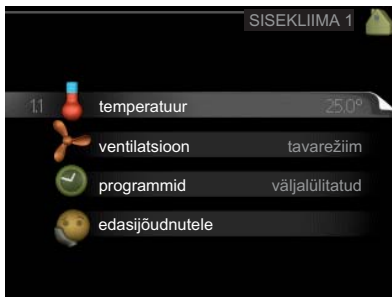 SISEKLIIMA 1
1.1 temperatuur 25.0°
ventilatsioon tavarežiim
programmid väljalülitatud
edasijõudnutele